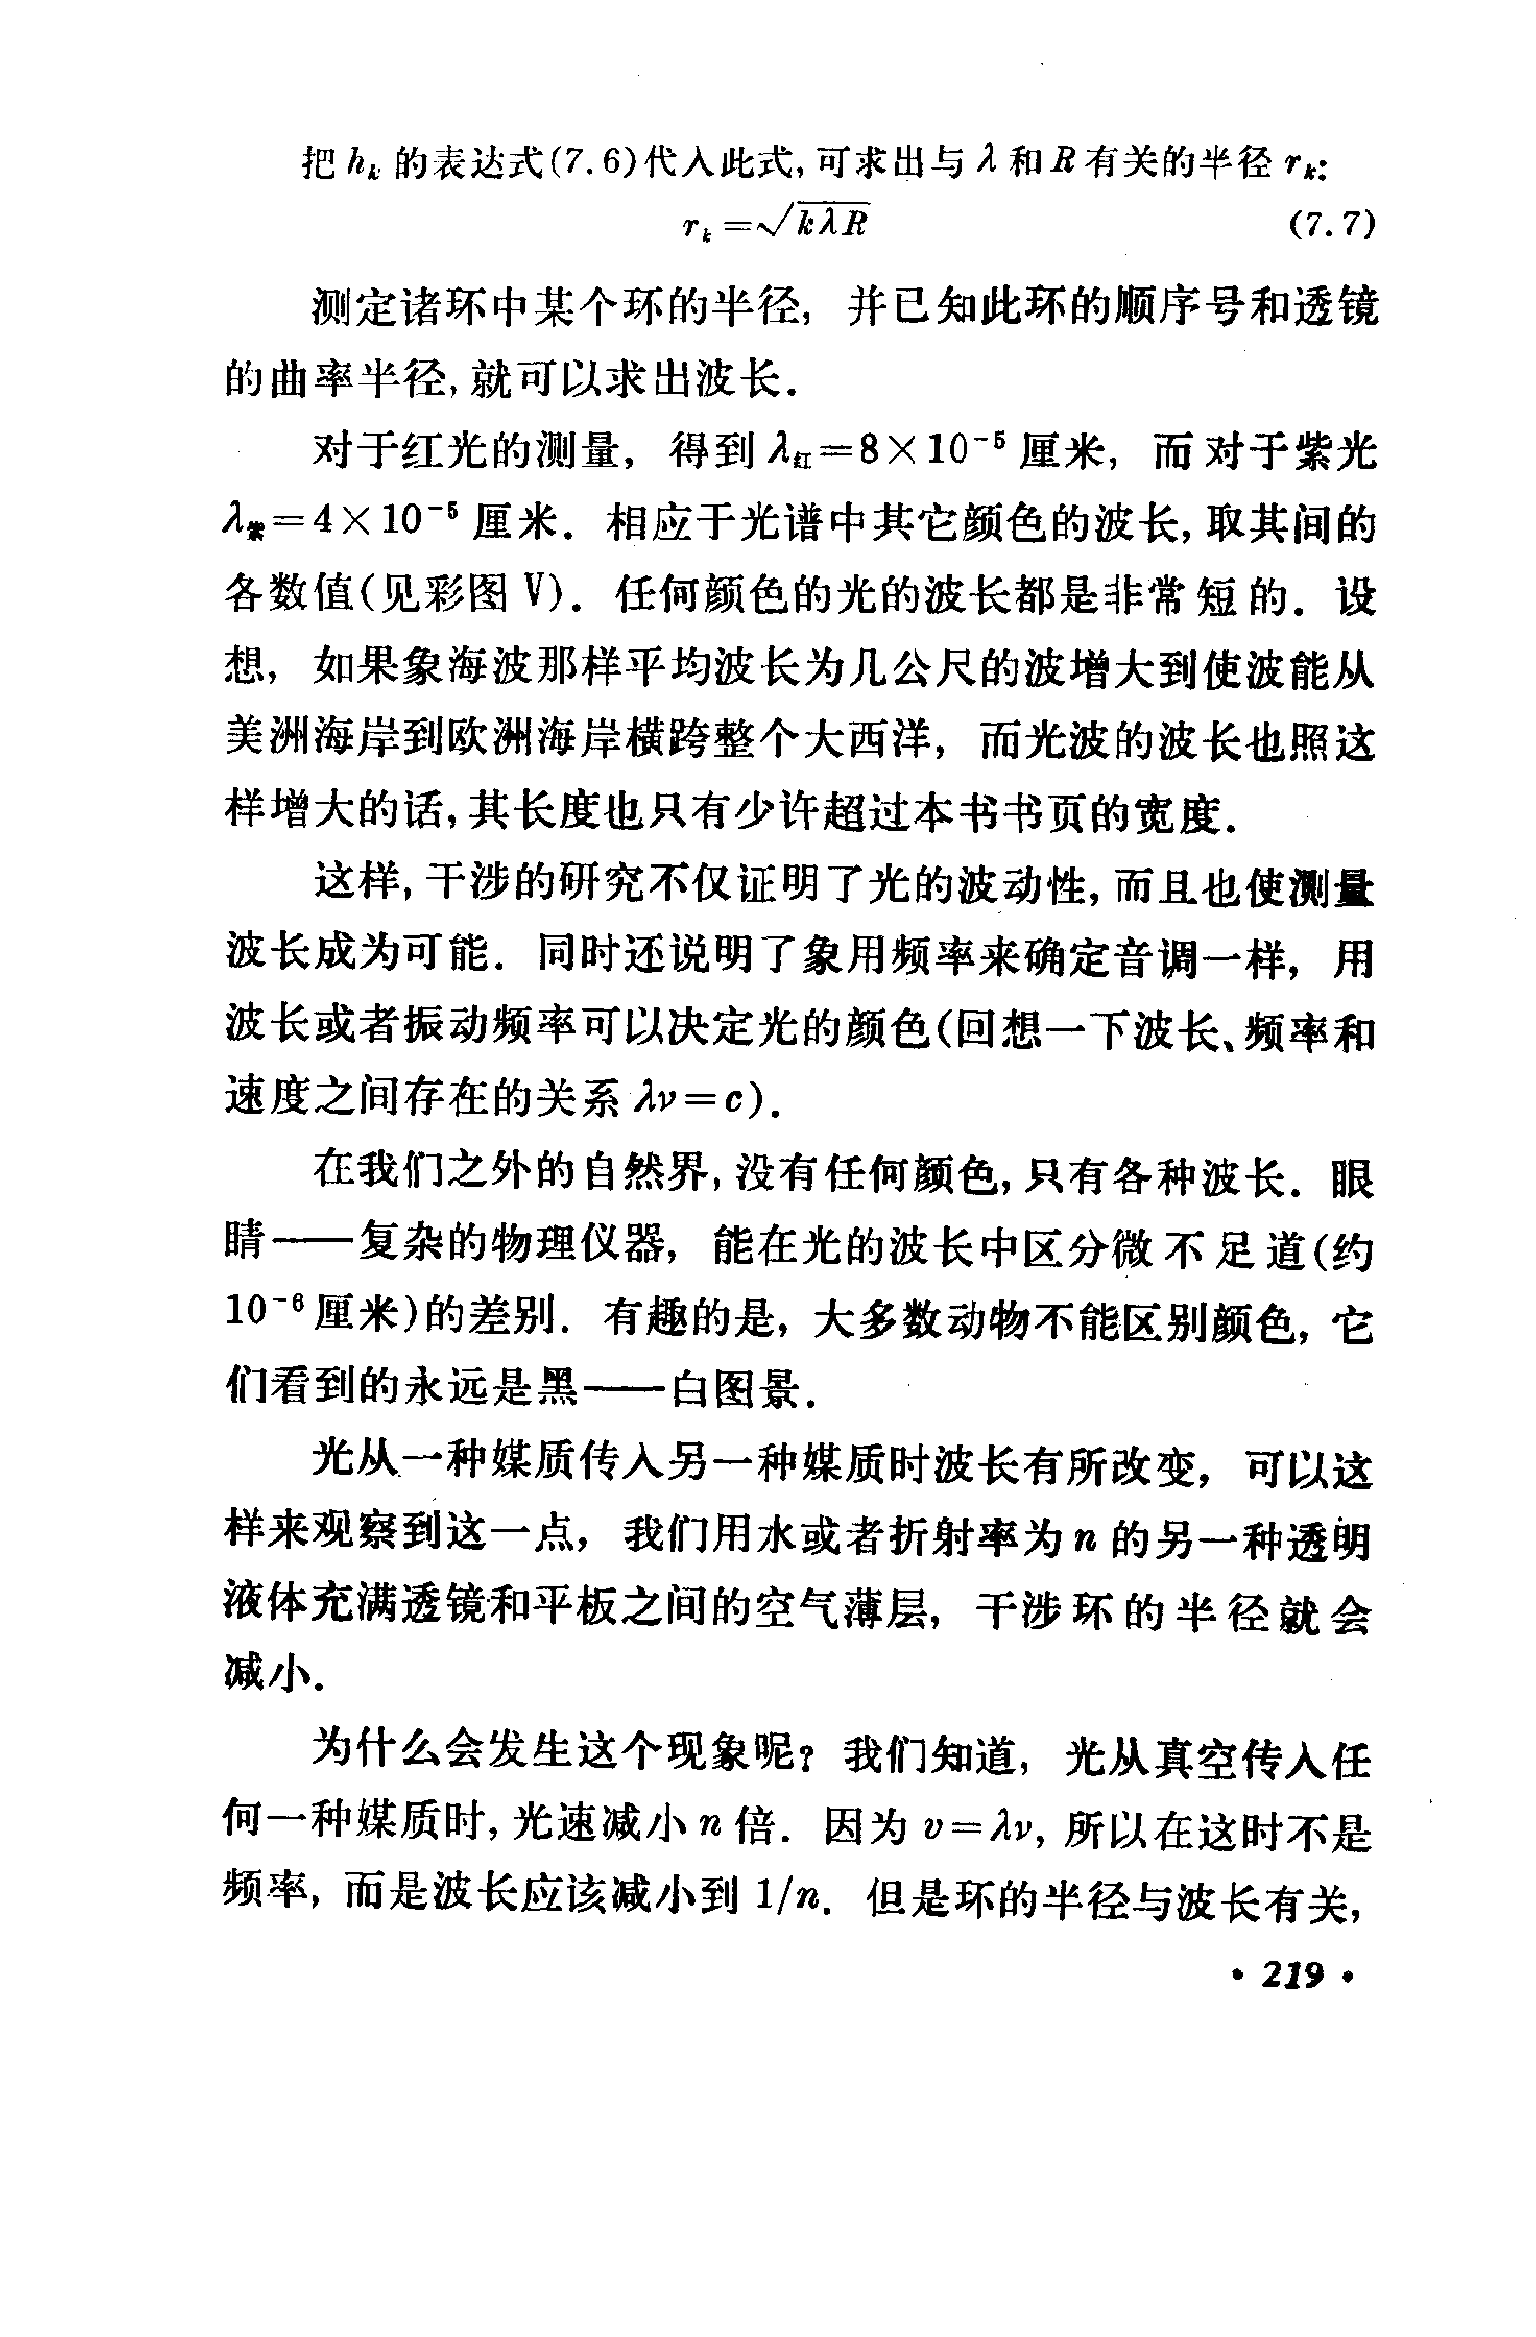 把 hₖ 的表达式(7.6)代入此式,可求出与 λ 和 R 有关的半径 rₖ:
rₖ=√kλR (7.7)
测定诸环中某个环的半径, 并已知此环的顺序号和透镜
的曲率半径,就可以求出波长.
对于红光的测量, 得到 λ红=8×10⁻⁵ 厘米, 而对于紫光
λ紫=4×10⁻⁵ 厘米. 相应于光谱中其它颜色的波长,取其间的
各数值(见彩图 V). 任何颜色的光的波长都是非常短的. 设
想, 如果象海波那样平均波长为几公尺的波增大到使波能从
美洲海岸到欧洲海岸横跨整个大西洋, 而光波的波长也照这
样增大的话,其长度也只有少许超过本书书页的宽度.
这样,干涉的研究不仅证明了光的波动性,而且也使测量
波长成为可能. 同时还说明了象用频率来确定音调一样, 用
波长或者振动频率可以决定光的颜色(回想一下波长、频率和
速度之间存在的关系 λν=c).
在我们之外的自然界,没有任何颜色,只有各种波长. 眼
睛——复杂的物理仪器, 能在光的波长中区分微不足道(约
10⁻⁶厘米)的差别. 有趣的是, 大多数动物不能区别颜色, 它
们看到的永远是黑——白图景.
光从一种媒质传入另一种媒质时波长有所改变, 可以这
样来观察到这一点, 我们用水或者折射率为 n 的另一种透明
液体充满透镜和平板之间的空气薄层, 干涉环的半径就会
减小.
为什么会发生这个现象呢? 我们知道, 光从真空传入任
何一种媒质时,光速减小 n 倍. 因为 v=λν, 所以在这时不是
频率, 而是波长应该减小到 1/n. 但是环的半径与波长有关,
• 219 •